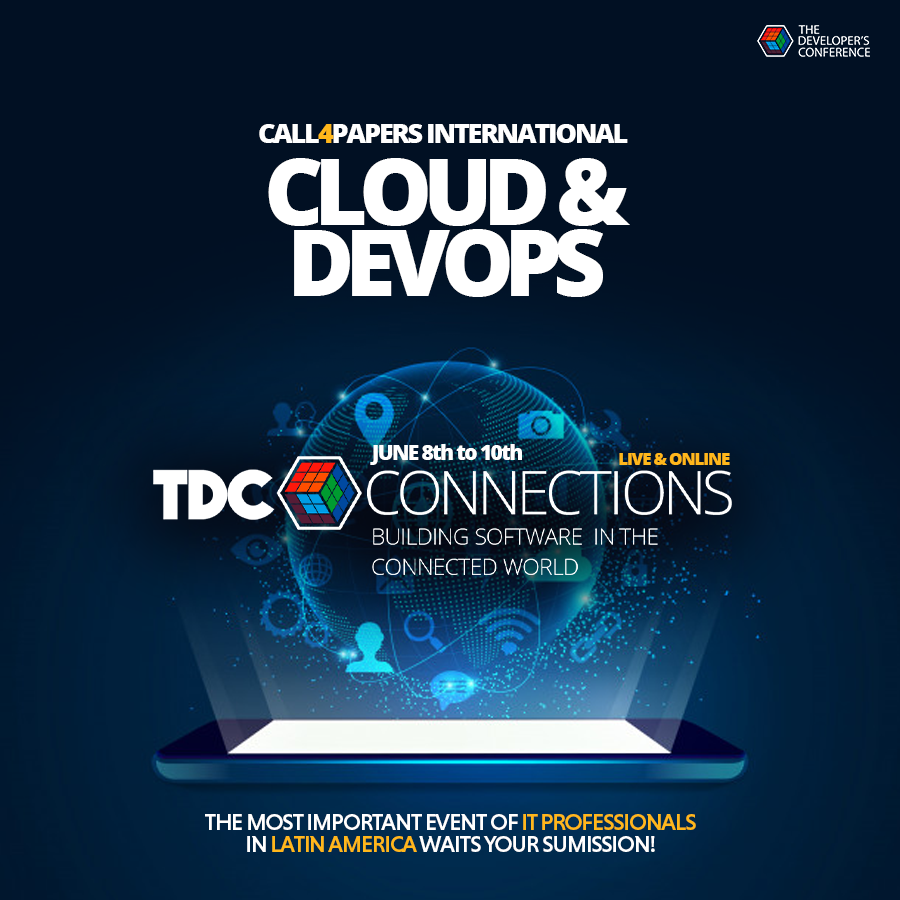 THE
DEVELOPER'S
CONFERENCE
CALL4PAPERS INTERNATIONAL
CLOUD &
DEVOPS
JUNE 8th to 10th
LIVE & ONLINE
TDC CONNECTIONS
BUILDING SOFTWARE IN THE
CONNECTED WORLD
THE MOST IMPORTANT EVENT OF IT PROFESSIONALS
IN LATIN AMERICA WAITS YOUR SUMISSION!